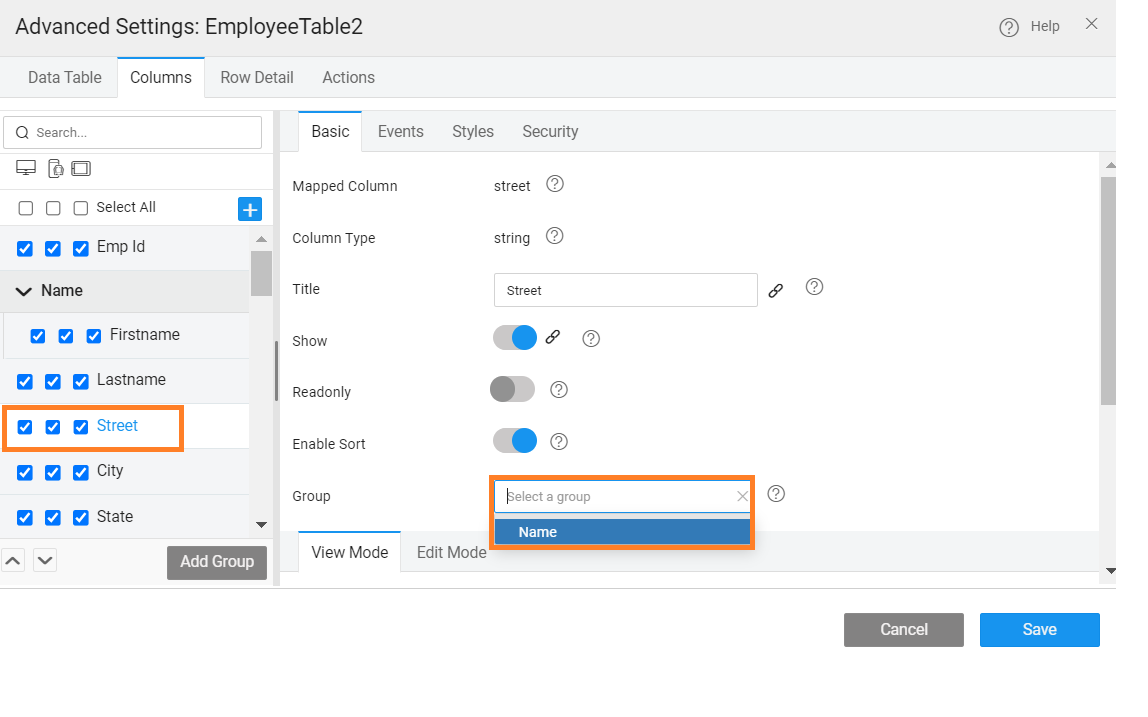 Advanced Settings: EmployeeTable2
Help
Data Table Columns Row Detail Actions
Search...
Select All
Emp Id
Name
Firstname
Lastname
Street
City
State
Add Group
Basic Events Styles Security
Mapped Column street
Column Type string
Title Street
Show
Readonly
Enable Sort
Group Select a group
Name
View Mode Edit Mode
Cancel Save